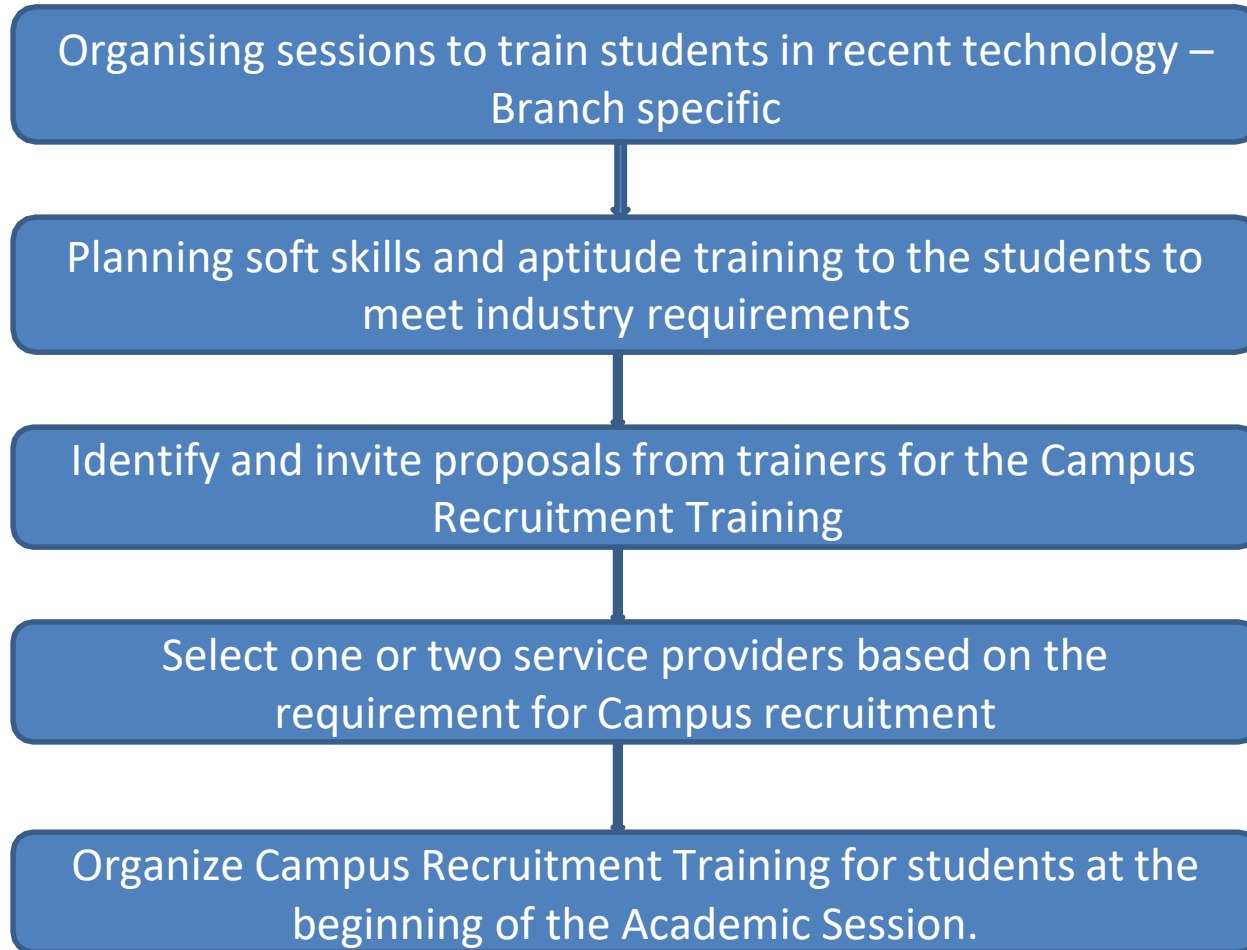 Organising sessions to train students in recent technology –
Branch specific
Planning soft skills and aptitude training to the students to
meet industry requirements
Identify and invite proposals from trainers for the Campus
Recruitment Training
Select one or two service providers based on the
requirement for Campus recruitment
Organize Campus Recruitment Training for students at the
beginning of the Academic Session.